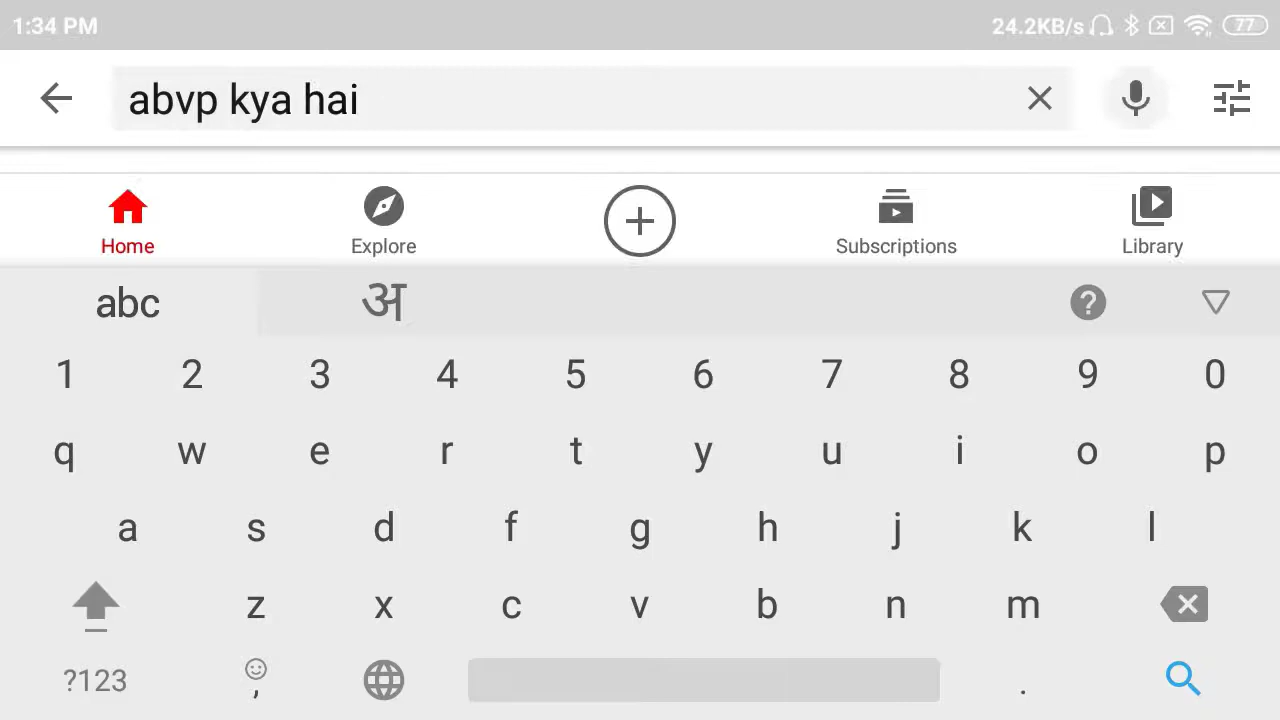 1:34 PM 24.2KB/s 77
abvp kya hai
Home Explore Subscriptions Library
abc अ ?
1 2 3 4 5 6 7 8 9 0
q w e r t y u i o p
a s d f g h j k l
z x c v b n m
?123 , .